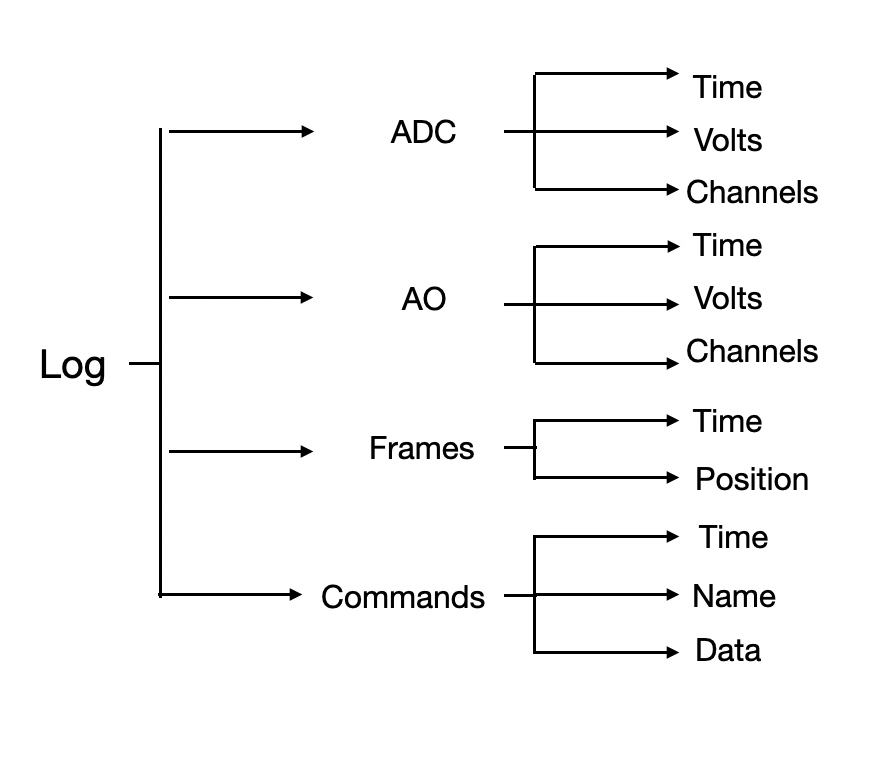 Log
ADC
Time
Volts
Channels
AO
Time
Volts
Channels
Frames
Time
Position
Commands
Time
Name
Data